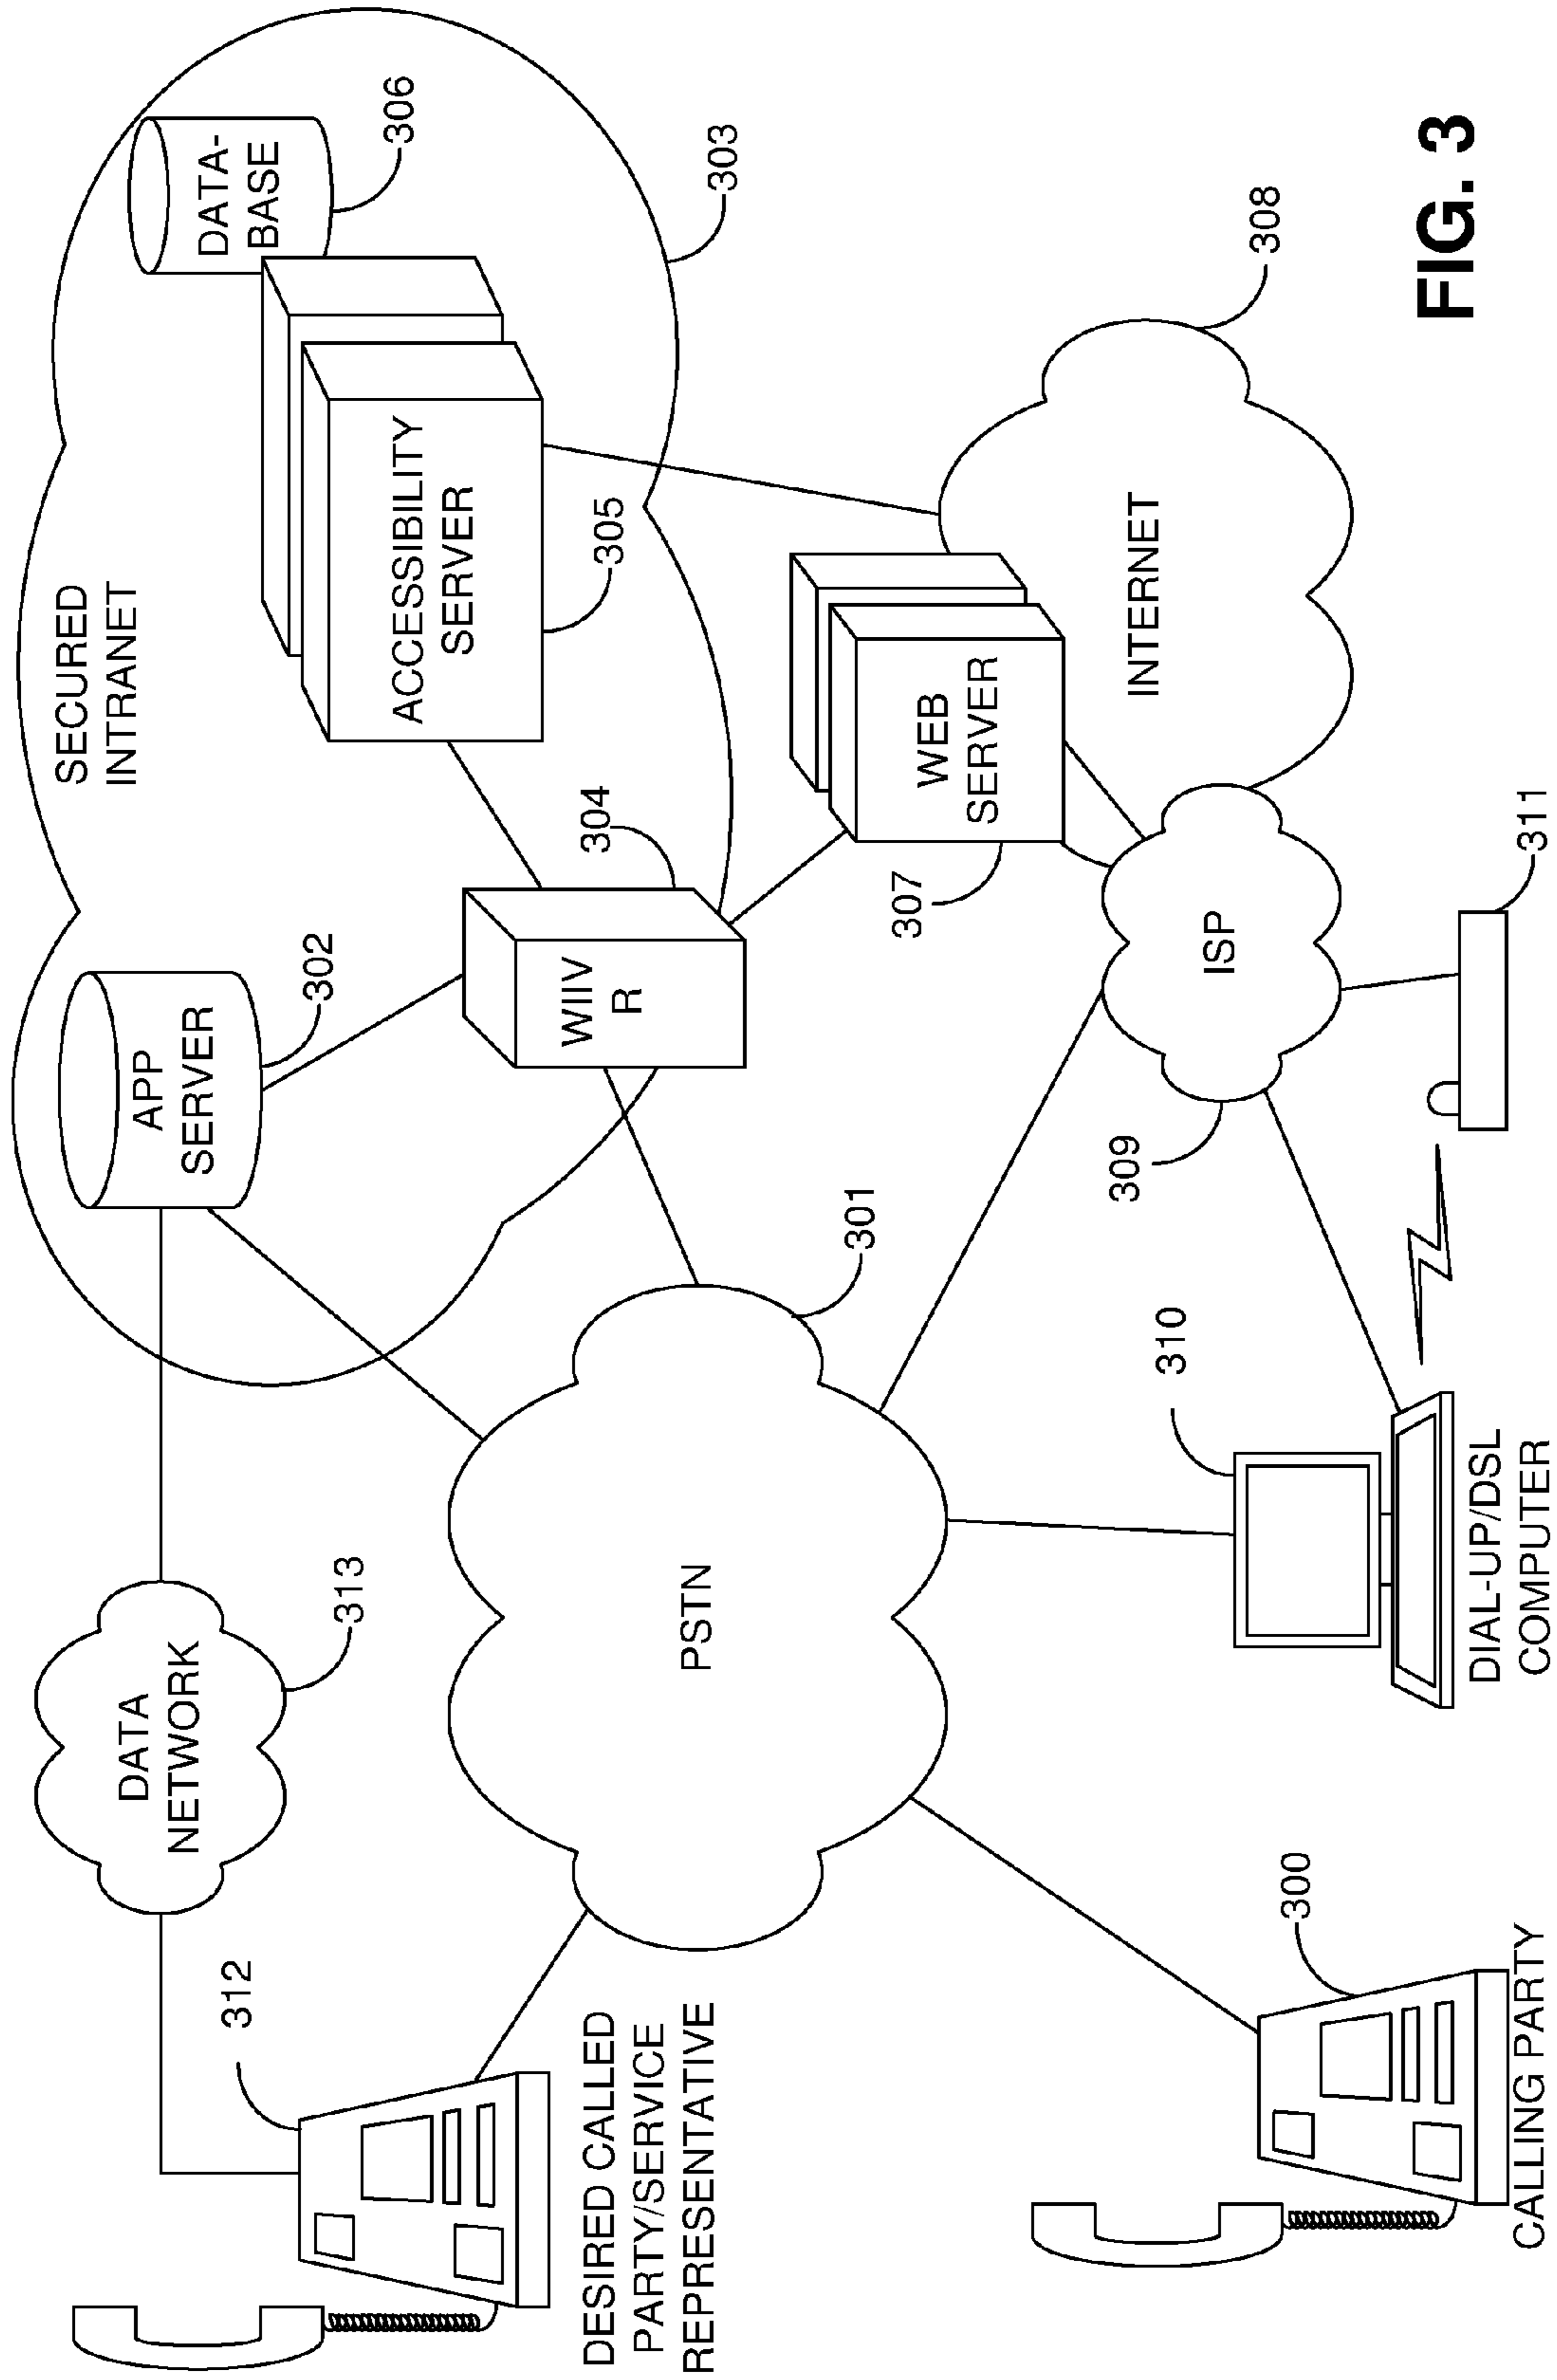 SECURED
INTRANET
DATA-
BASE
306
APP
SERVER
302
ACCESSIBILITY
SERVER
305
303
304
WIIV
R
DATA
NETWORK
313
312
DESIRED CALLED
PARTY/SERVICE
REPRESENTATIVE
PSTN
301
WEB
SERVER
307
INTERNET
308
ISP
309
310
311
DIAL-UP/DSL
COMPUTER
300
CALLING PARTY
FIG. 3